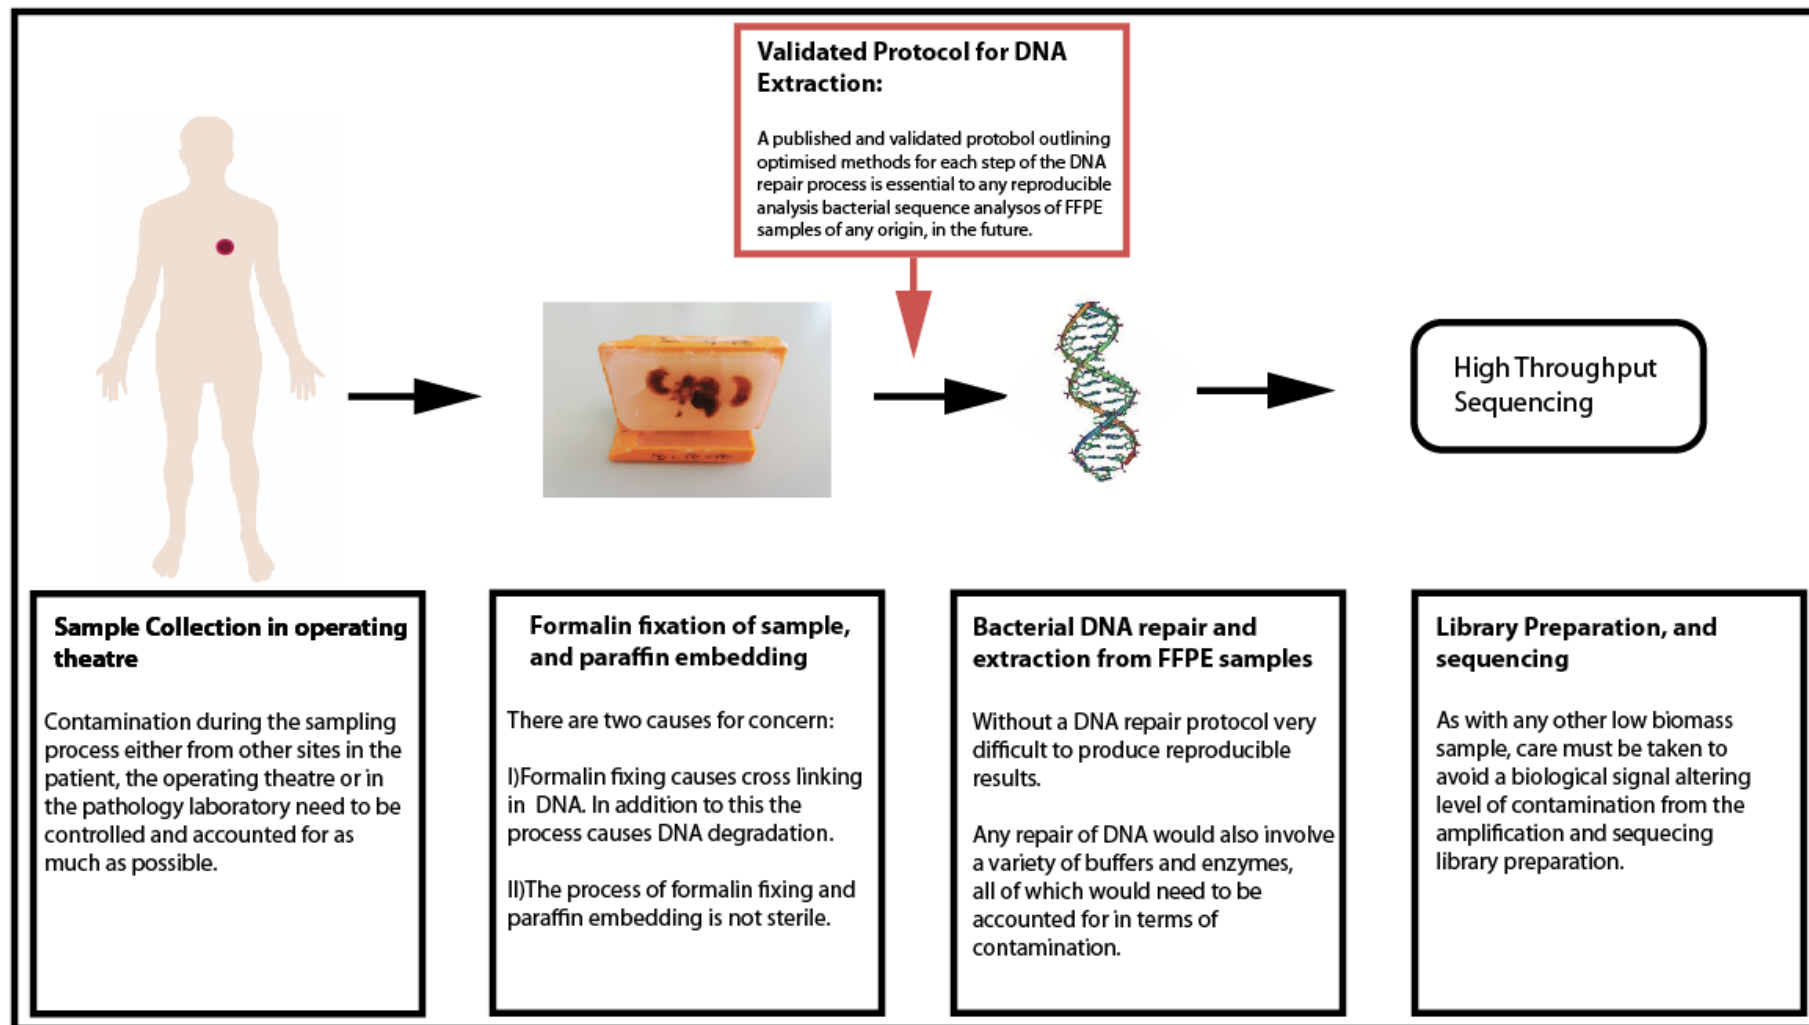 Validated Protocol for DNA
Extraction:
A published and validated protobol outlining
optimised methods for each step of the DNA
repair process is essential to any reproducible
analysis bacterial sequence analysos of FFPE
samples of any origin, in the future.
High Throughput
Sequencing
Sample Collection in operating
theatre
Contamination during the sampling
process either from other sites in the
patient, the operating theatre or in
the pathology laboratory need to be
controlled and accounted for as
much as possible.
Formalin fixation of sample,
and paraffin embedding
There are two causes for concern:
I)Formalin fixing causes cross linking
in DNA. In addition to this the
process causes DNA degradation.
II)The process of formalin fixing and
paraffin embedding is not sterile.
Bacterial DNA repair and
extraction from FFPE samples
Without a DNA repair protocol very
difficult to produce reproducible
results.
Any repair of DNA would also involve
a variety of buffers and enzymes,
all of which would need to be
accounted for in terms of
contamination.
Library Preparation, and
sequencing
As with any other low biomass
sample, care must be taken to
avoid a biological signal altering
level of contamination from the
amplification and sequecing
library preparation.